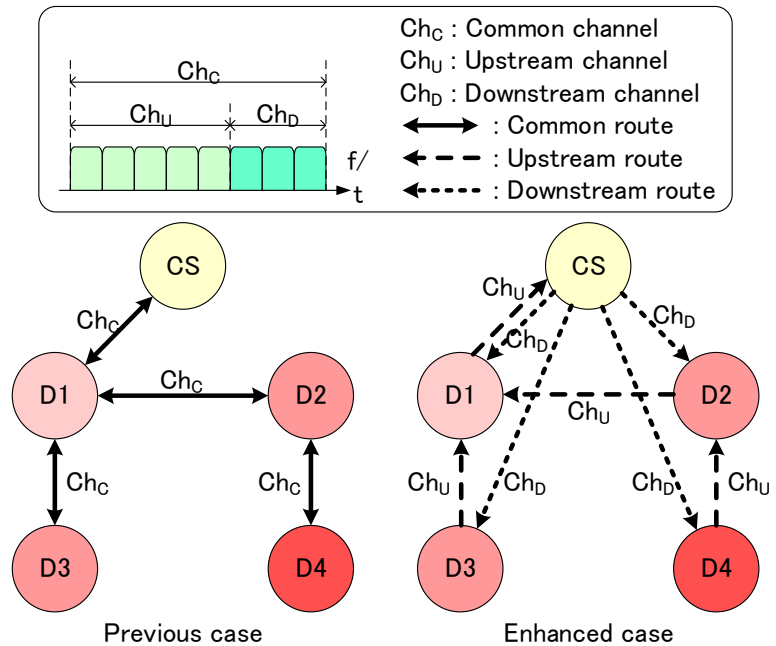 Ch_C : Common channel
Ch_U : Upstream channel
Ch_D : Downstream channel
: Common route
: Upstream route
: Downstream route
Ch_C
Ch_U Ch_D
f/
t
CS
Ch_C
D1
Ch_C
D2
Ch_C
Ch_C
D3
D4
Previous case
CS
Ch_U
Ch_D
Ch_D
D1
D2
Ch_U
Ch_U
Ch_D
Ch_D
Ch_U
D3
D4
Enhanced case